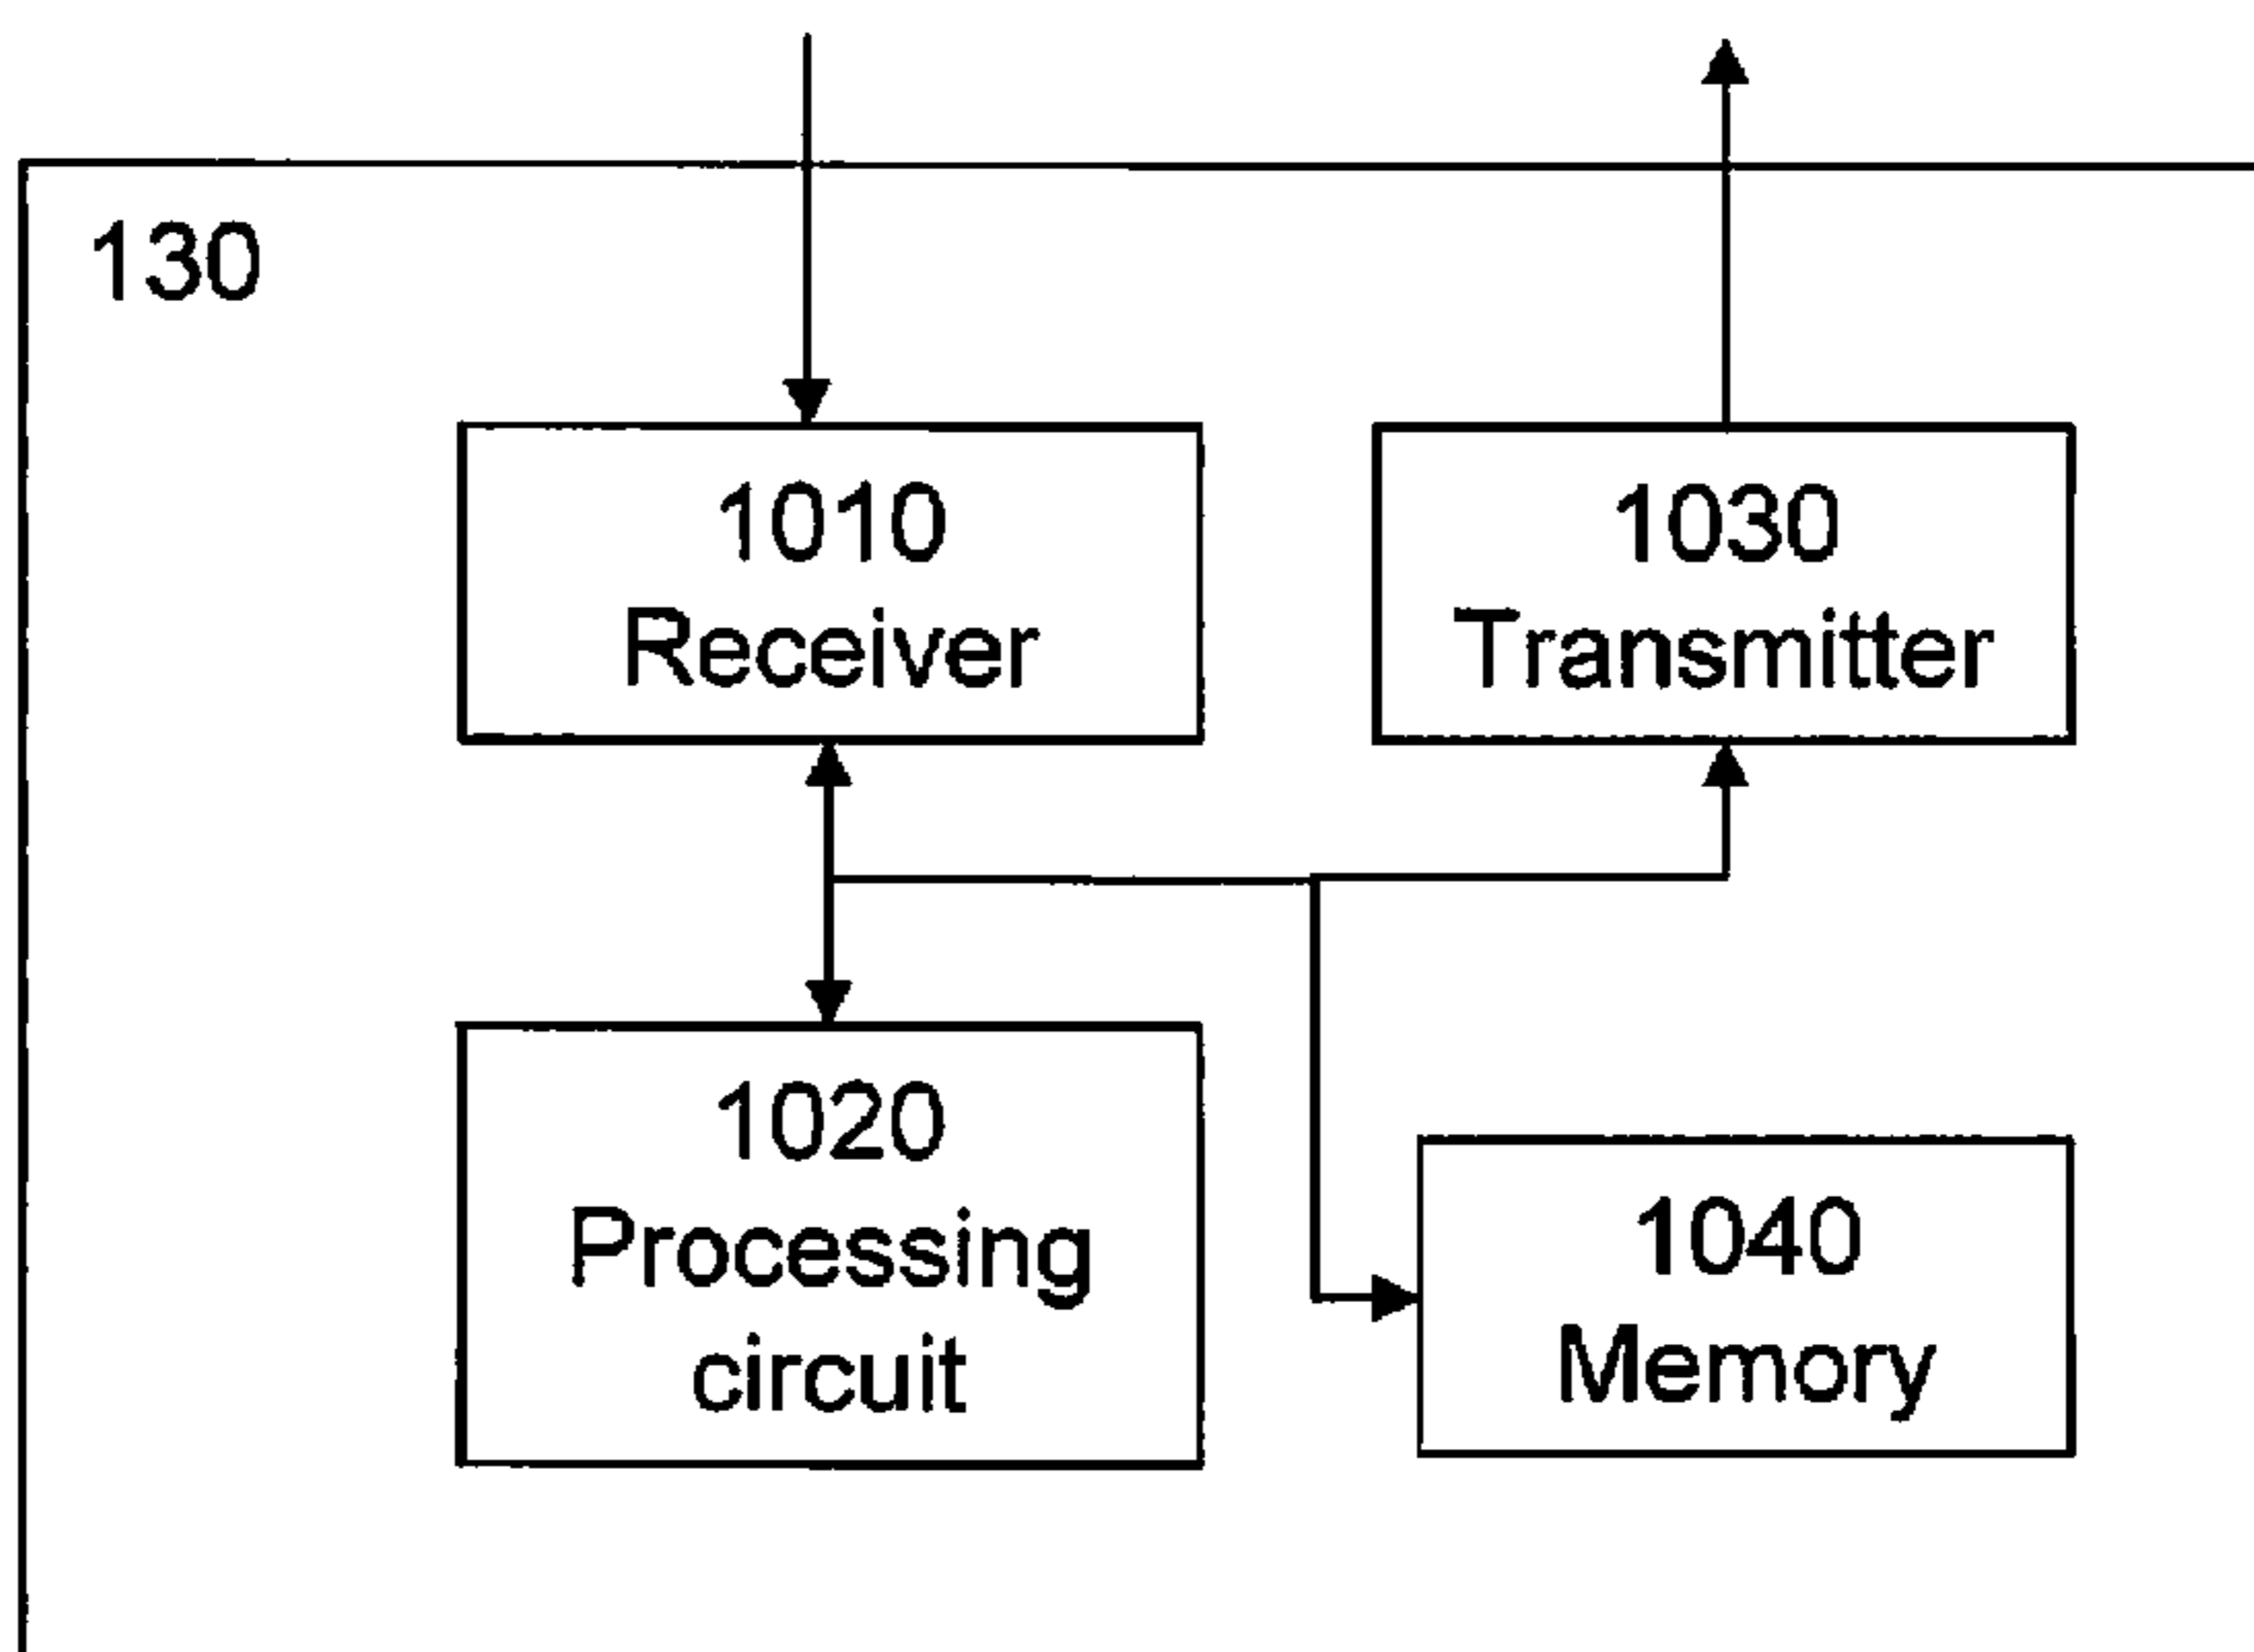 130
1010
Receiver
1030
Transmitter
1020
Processing
circuit
1040
Memory